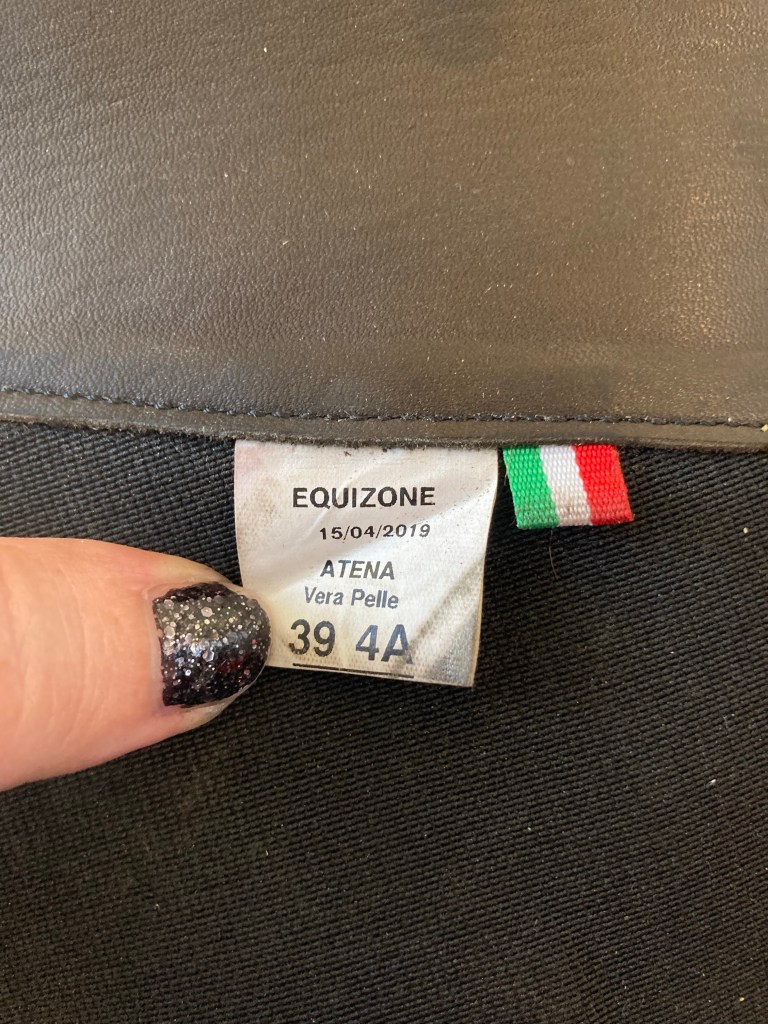 EQUIZONE
15/04/2019
ATENA
Vera Pelle
39 4A